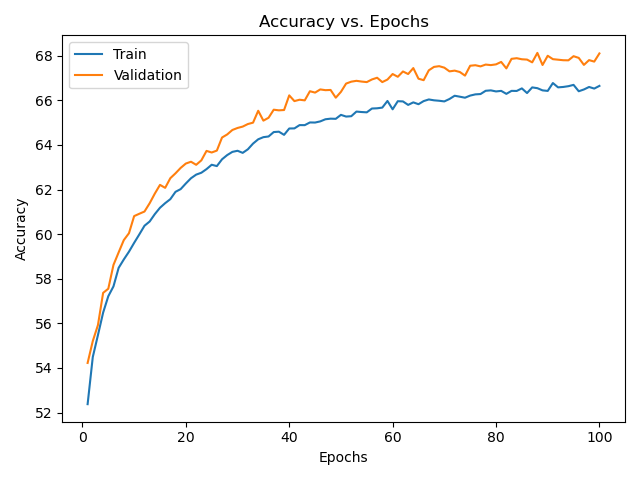 Accuracy vs. Epochs
Train
Validation
Accuracy
68
66
64
62
60
58
56
54
52
0 20 40 60 80 100
Epochs